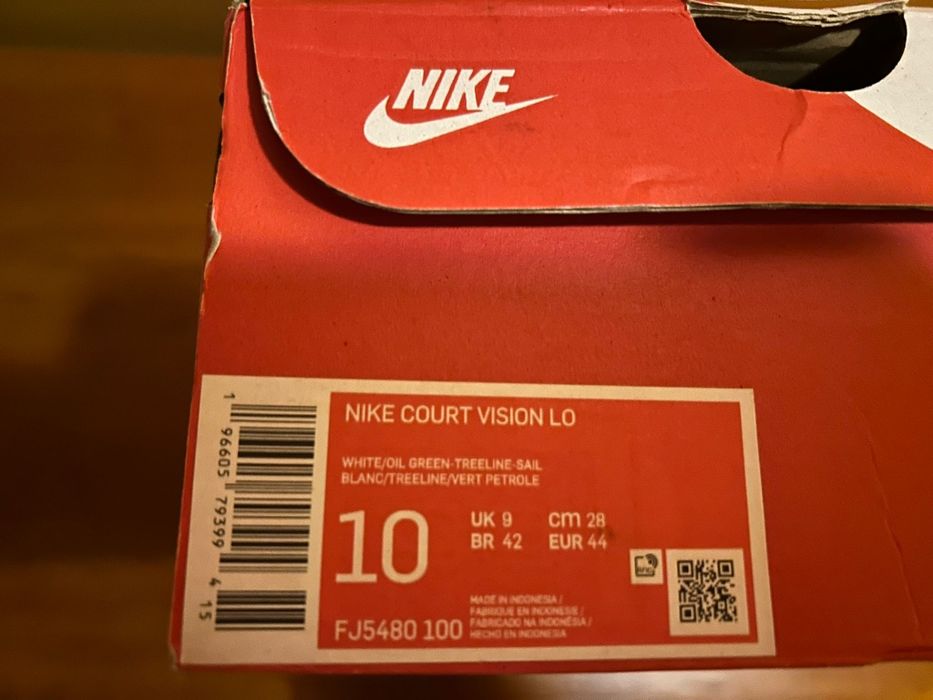 NIKE
NIKE COURT VISION LO
WHITE/OIL GREEN-TREELINE-SAIL
BLANC/TREELINE/VERT PETROLE
10
UK 9 cm 28
BR 42 EUR 44
MADE IN INDONESIA /
FABRIQUE EN INDONESIE /
FABRICADO NA INDONÉSIA /
HECHO EN INDONESIA
FJ5480 100
1 96605 79399 4 15